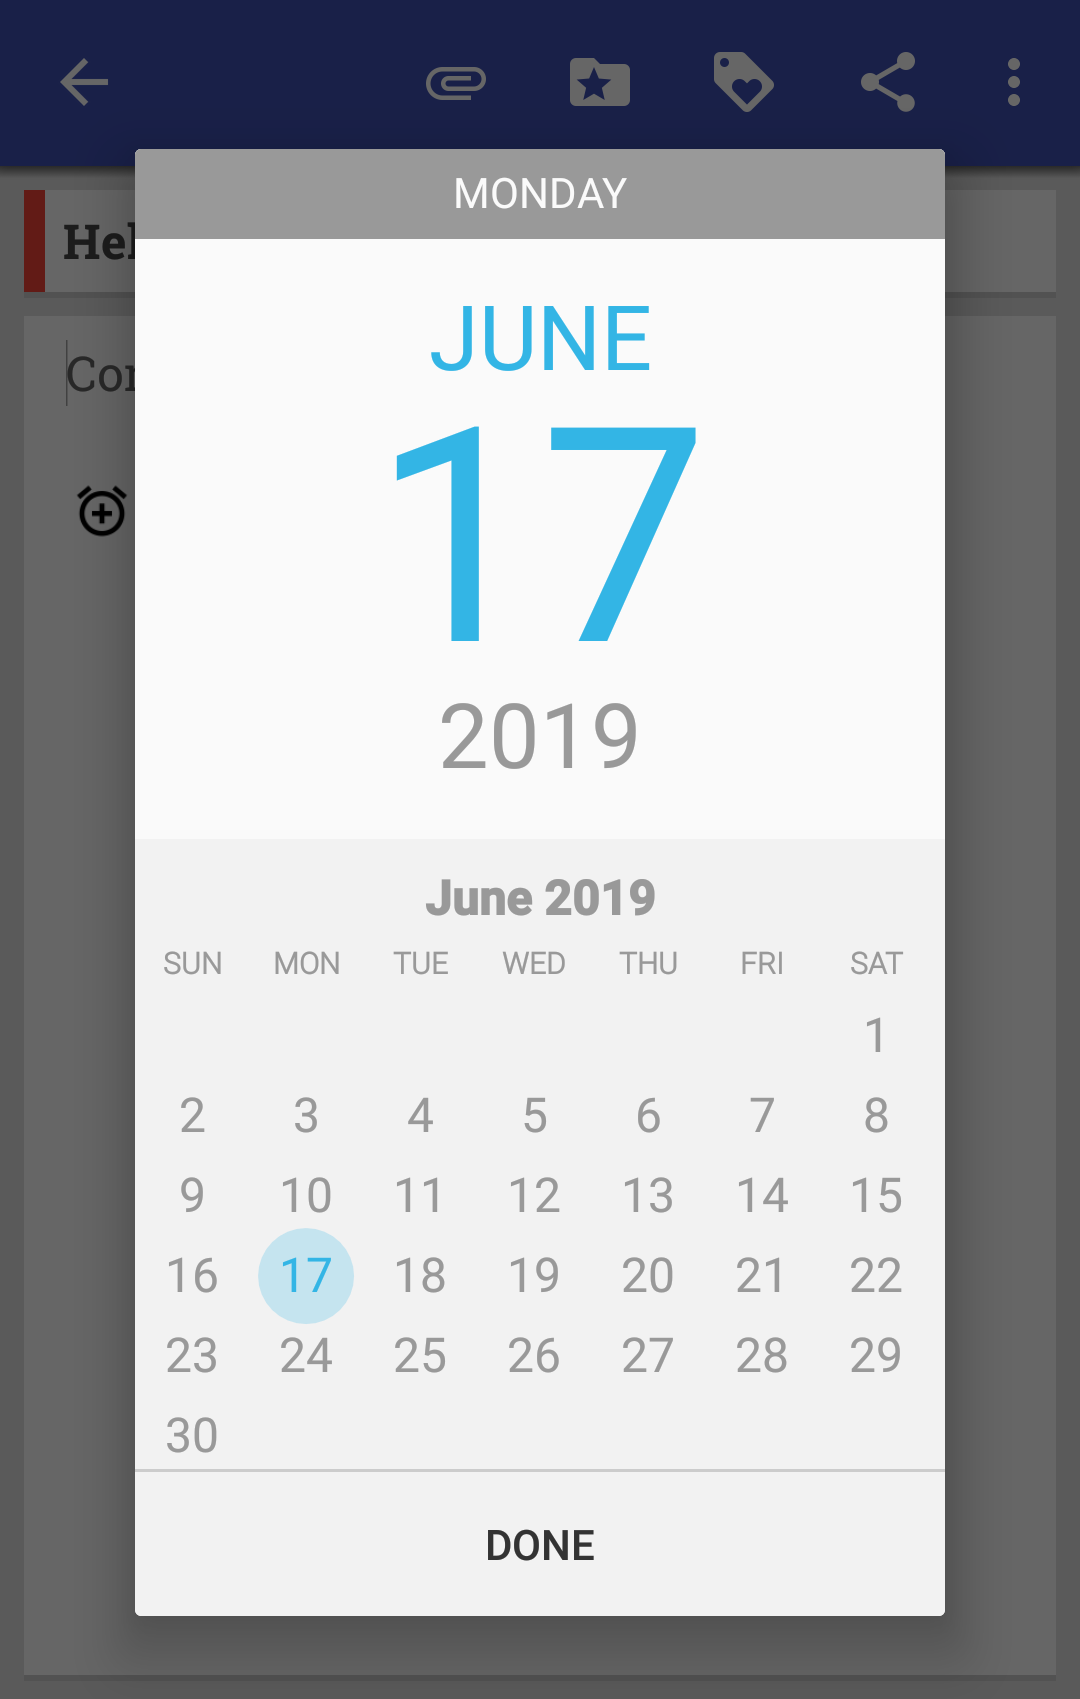 MONDAY
JUNE
17
2019
June 2019
SUN MON TUE WED THU FRI SAT
1
2 3 4 5 6 7 8
9 10 11 12 13 14 15
16 17 18 19 20 21 22
23 24 25 26 27 28 29
30
DONE